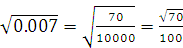 √0.007 = √(70/10000) = √70/100